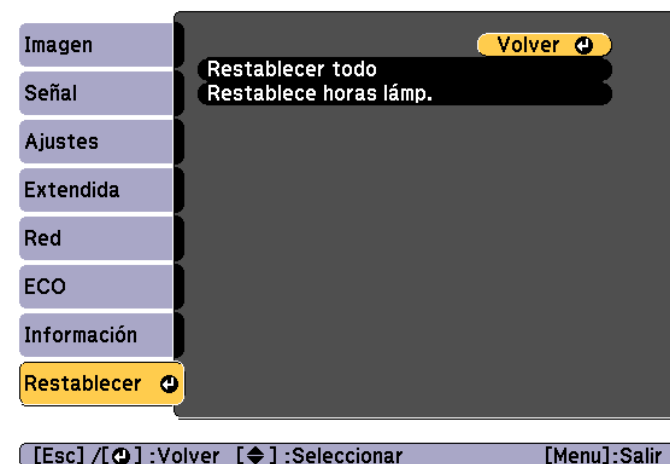 Imagen
Señal
Ajustes
Extendida
Red
ECO
Información
Restablecer
Volver
Restablecer todo
Restablece horas lámp.
[Esc] /[ ] :Volver [ ] :Seleccionar [Menu]:Salir